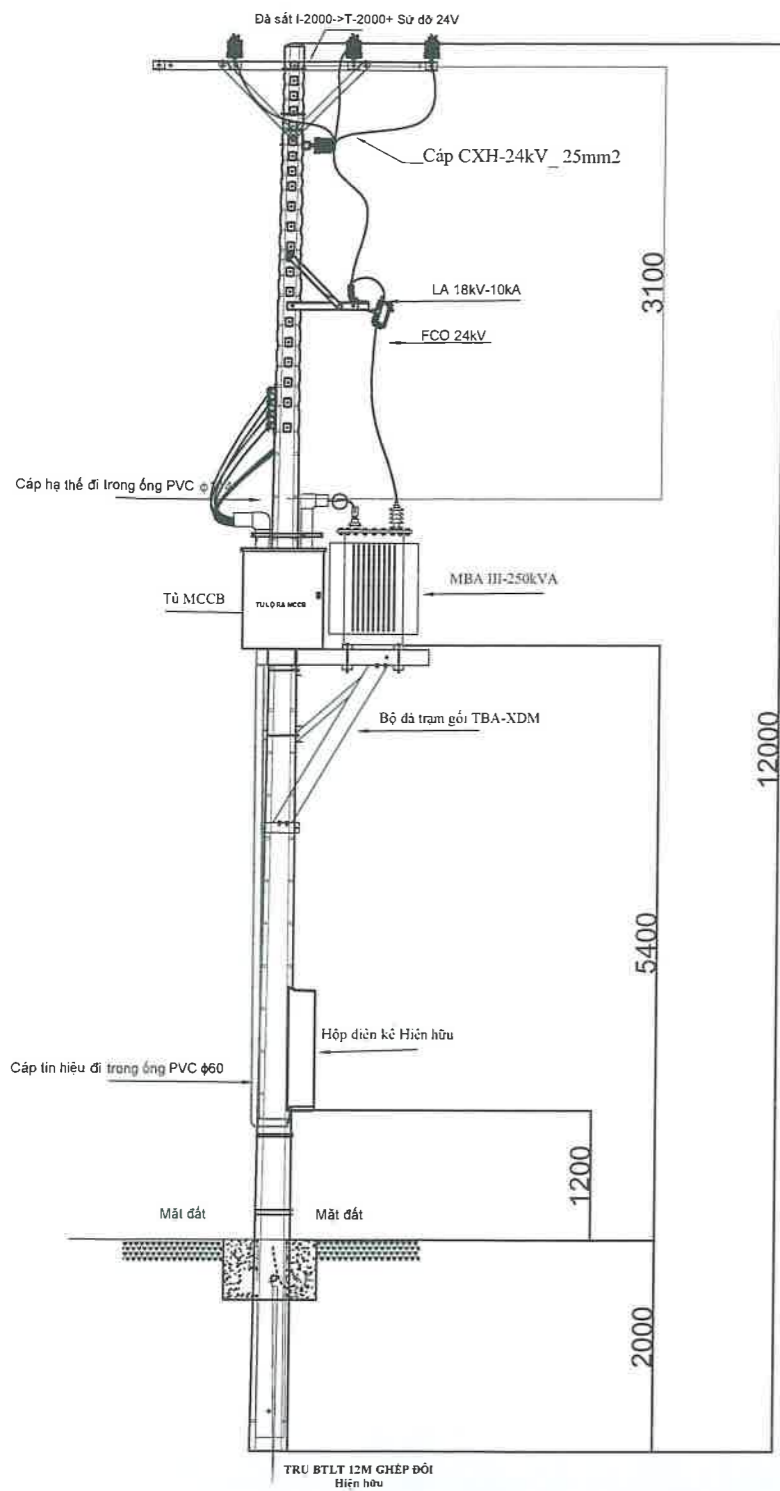 Đà sắt I-2000->T-2000+ Sứ đỡ 24V
Cáp CXH-24kV_ 25mm2
3100
LA 18kV-10kA
FCO 24kV
Cáp hạ thế đi trong ống PVC ϕ
MBA III-250kVA
Tủ MCCB
TU LỘ RA MCCB
Bộ đà trạm gối TBA-XDM
12000
5400
Hộp điện kế Hiện hữu
Cáp tín hiệu đi trong ống PVC ϕ60
1200
Mặt đất
Mặt đất
2000
TRỤ BTLT 12M GHÉP ĐÔI
Hiện hữu